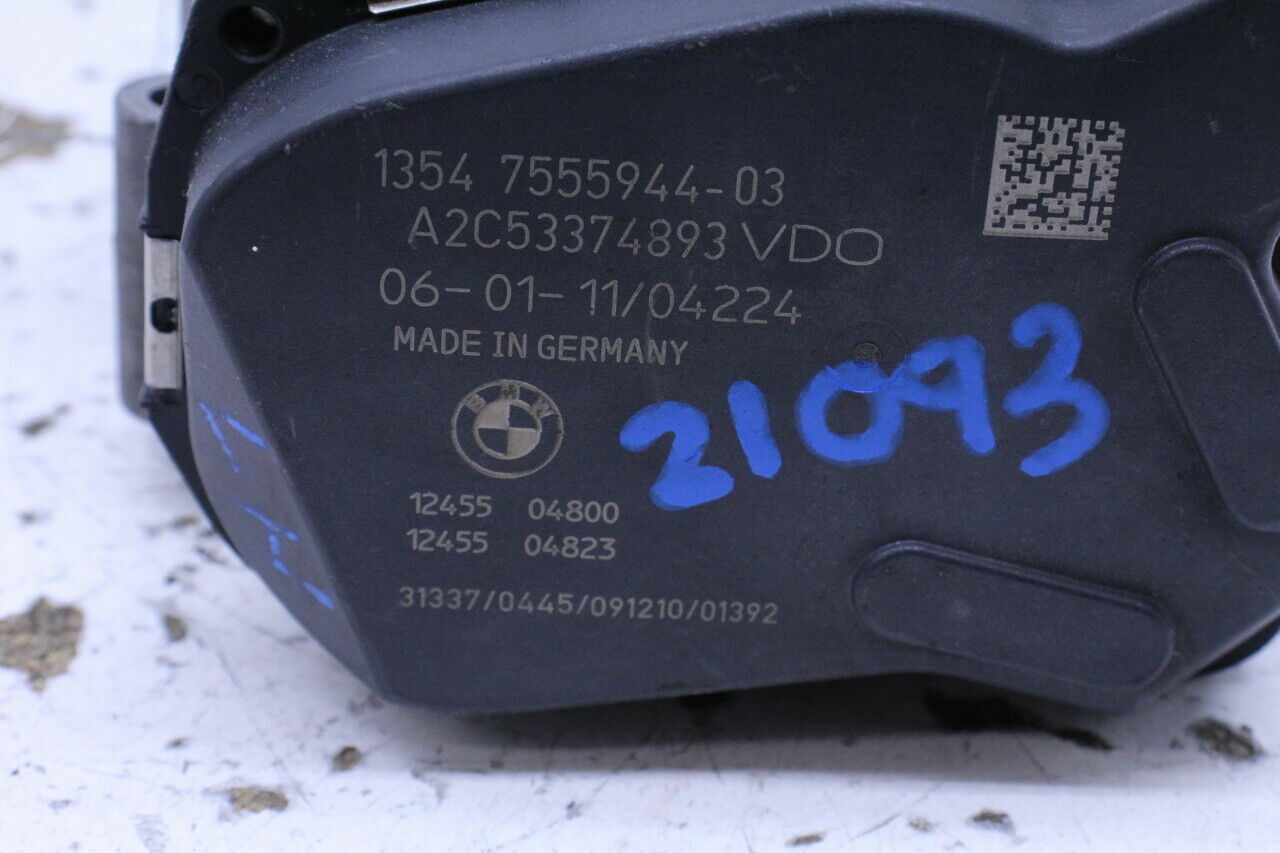 1354 7555944-03
A2C53374893 VDO
06-01-11/04224
MADE IN GERMANY
BMW
21093
12455 04800
12455 04823
31337/0445/091210/01392